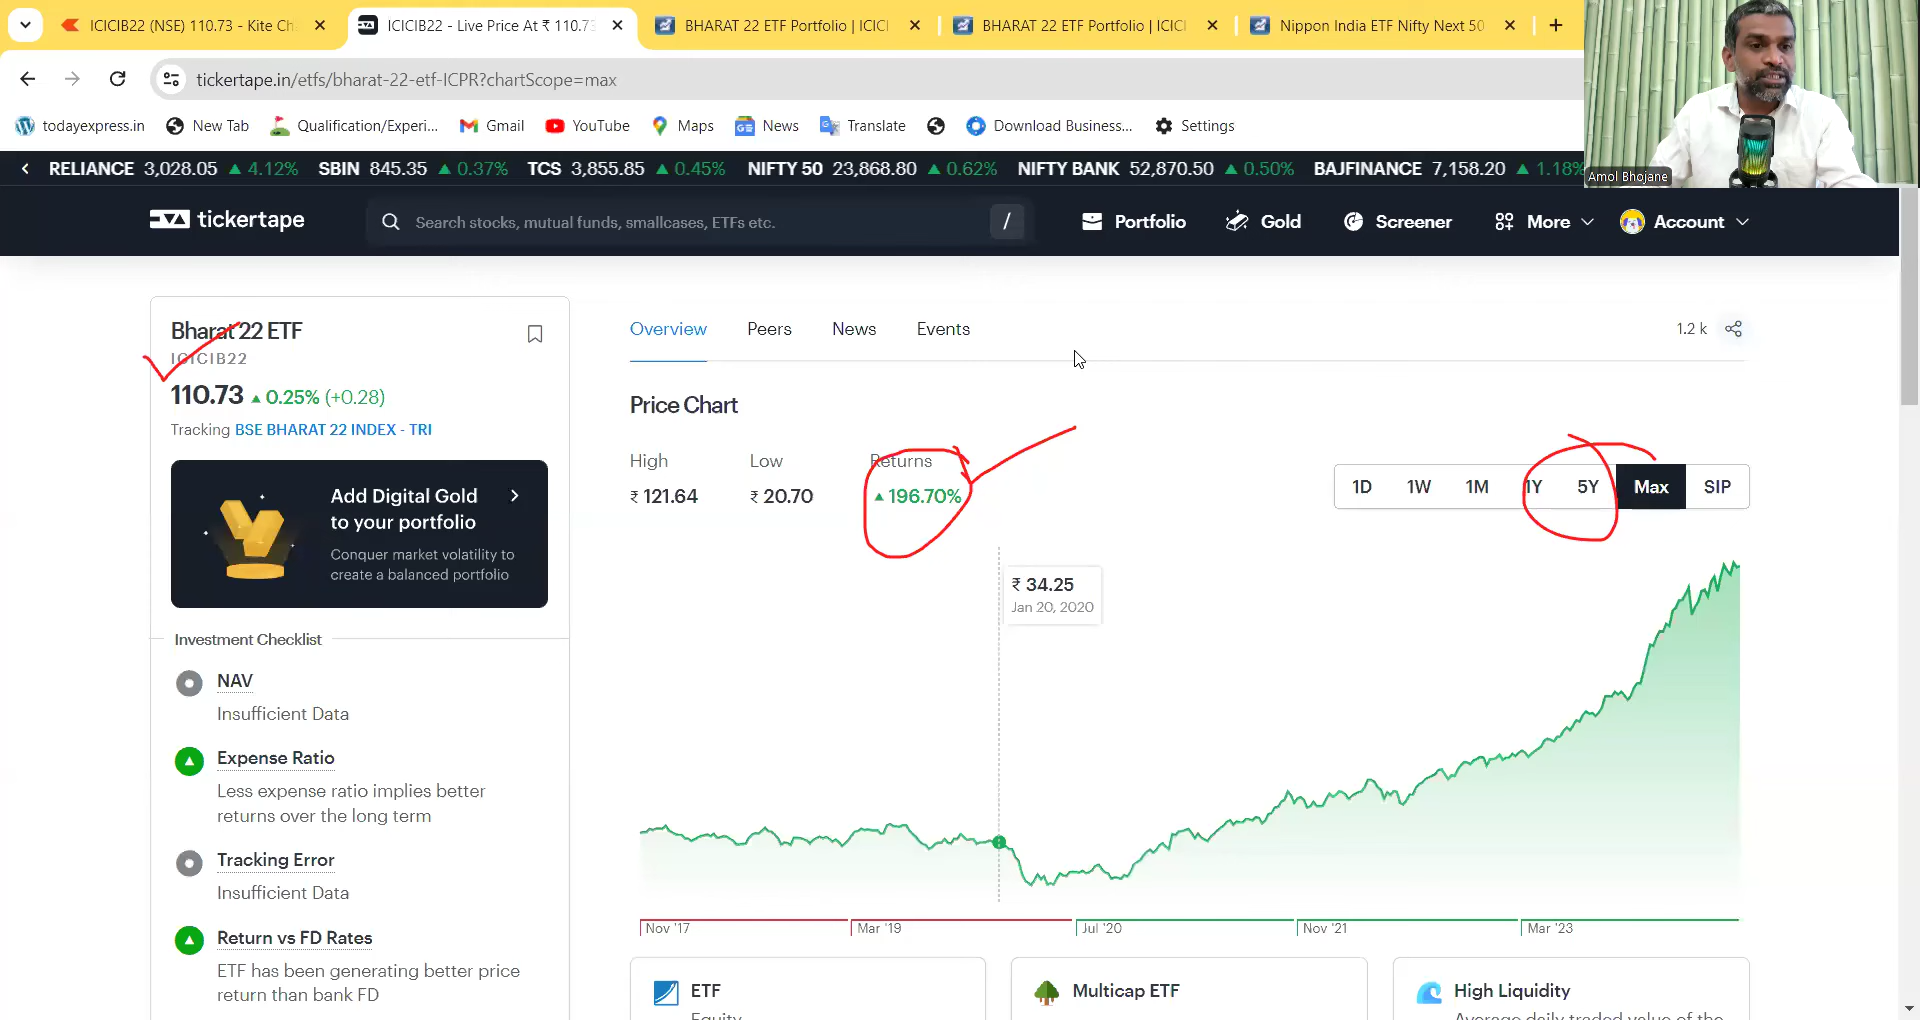 ICICIB22 (NSE) 110.73 - Kite Ch
ICICIB22 - Live Price At ₹ 110.73
BHARAT 22 ETF Portfolio | ICICI
BHARAT 22 ETF Portfolio | ICICI
Nippon India ETF Nifty Next 50
tickertape.in/etfs/bharat-22-etf-ICPR?chartScope=max
todayexpress.in
New Tab
Qualification/Experi...
Gmail
YouTube
Maps
News
Translate
Download Business...
Settings
Amol Bhojane
RELIANCE 3,028.05 ▲ 4.12% SBIN 845.35 ▲ 0.37% TCS 3,855.85 ▲ 0.45% NIFTY 50 23,868.80 ▲ 0.62% NIFTY BANK 52,870.50 ▲ 0.50% BAJFINANCE 7,158.20 ▲ 1.18%
tickertape
Search stocks, mutual funds, smallcases, ETFs etc.
/
Portfolio
Gold
Screener
More
Account
Bharat 22 ETF
ICICIB22
110.73 ▲ 0.25% (+0.28)
Tracking BSE BHARAT 22 INDEX - TRI
Add Digital Gold
to your portfolio
Conquer market volatility to
create a balanced portfolio
Investment Checklist
NAV
Insufficient Data
Expense Ratio
Less expense ratio implies better
returns over the long term
Tracking Error
Insufficient Data
Return vs FD Rates
ETF has been generating better price
return than bank FD
Overview
Peers
News
Events
1.2 k
Price Chart
High
₹ 121.64
Low
₹ 20.70
Returns
▲ 196.70%
1D 1W 1M 1Y 5Y Max SIP
₹ 34.25
Jan 20, 2020
Nov '17
Mar '19
Jul '20
Nov '21
Mar '23
ETF
Equity
Multicap ETF
High Liquidity
Average daily traded value of the